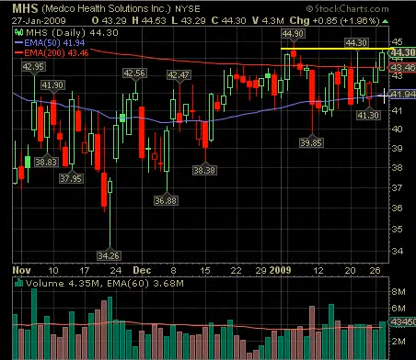 MHS (Medco Health Solutions Inc.) NYSE © StockCharts.com
27-Jan-2009 O 43.29 H 44.53 L 43.29 C 44.30 V 4.3M Chg +0.85 (+1.96%)
MHS (Daily) 44.30
EMA(50) 41.94
EMA(200) 43.46
44.90
44.30
42.95
41.90
42.56
42.47
38.83
37.95
34.26
36.88
38.38
39.85
41.30
45
44.30
43.46
41.94
41
40
39
38
37
36
35
34
Nov 10 17 24 Dec 8 15 22 29 2009 12 20 26
Volume 4.35M, EMA(60) 3.68M
8M
6M
43450
2M